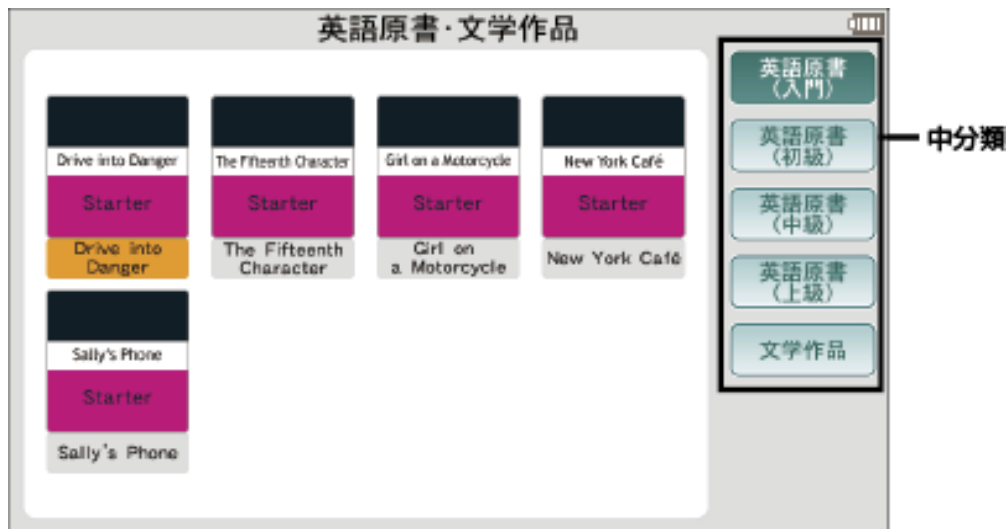 英語原書・文学作品
Drive into Danger
Starter
Drive into
Danger
The Fifteenth Character
Starter
The Fifteenth
Character
Girl on a Motorcycle
Starter
Girl on
a Motorcycle
New York Café
Starter
New York Café
Sally's Phone
Starter
Sally's Phone
英語原書
(入門)
英語原書
(初級)
英語原書
(中級)
英語原書
(上級)
文学作品
中分類